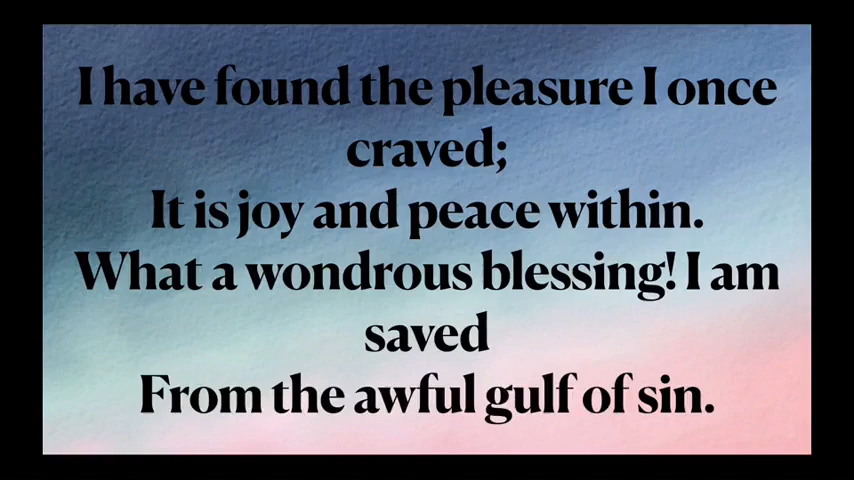 I have found the pleasure I once
craved;
It is joy and peace within.
What a wondrous blessing! I am
saved
From the awful gulf of sin.